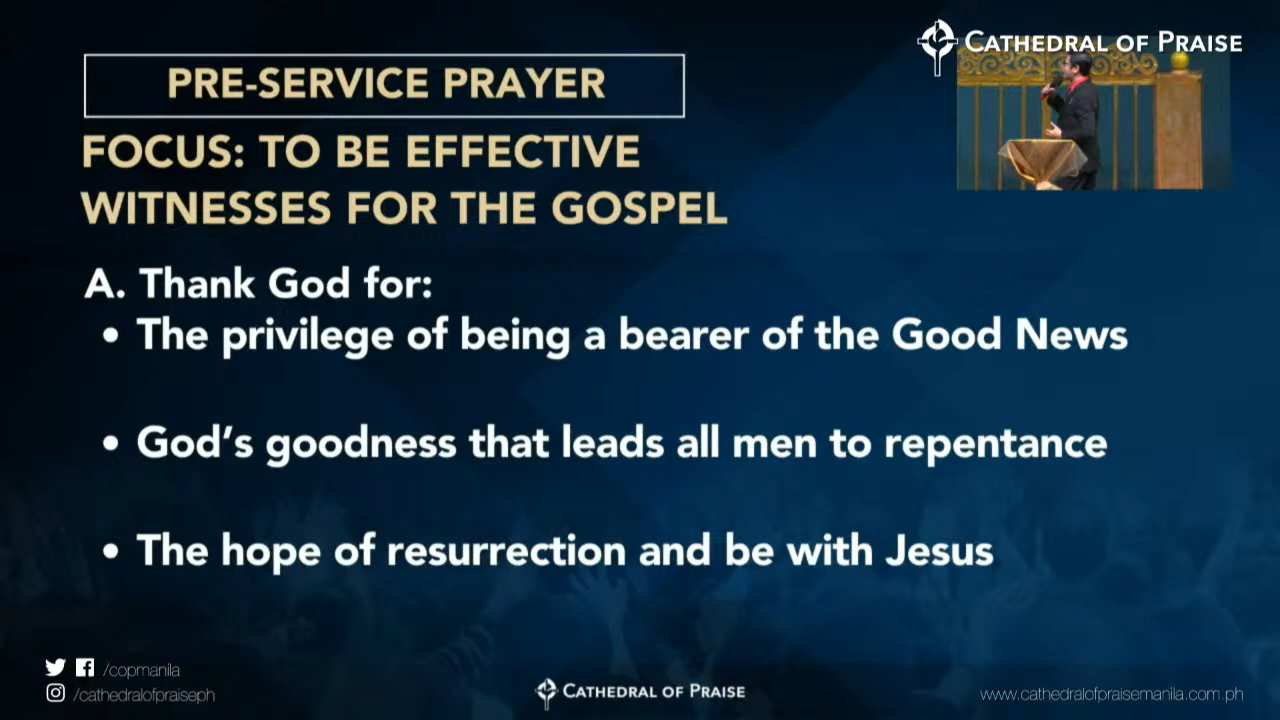 CATHEDRAL OF PRAISE
PRE-SERVICE PRAYER
FOCUS: TO BE EFFECTIVE
WITNESSES FOR THE GOSPEL
A. Thank God for:
• The privilege of being a bearer of the Good News
• God's goodness that leads all men to repentance
• The hope of resurrection and be with Jesus
/copmanila
/cathedralofpraiseph
CATHEDRAL OF PRAISE
www.cathedralofpraisemanila.com.ph